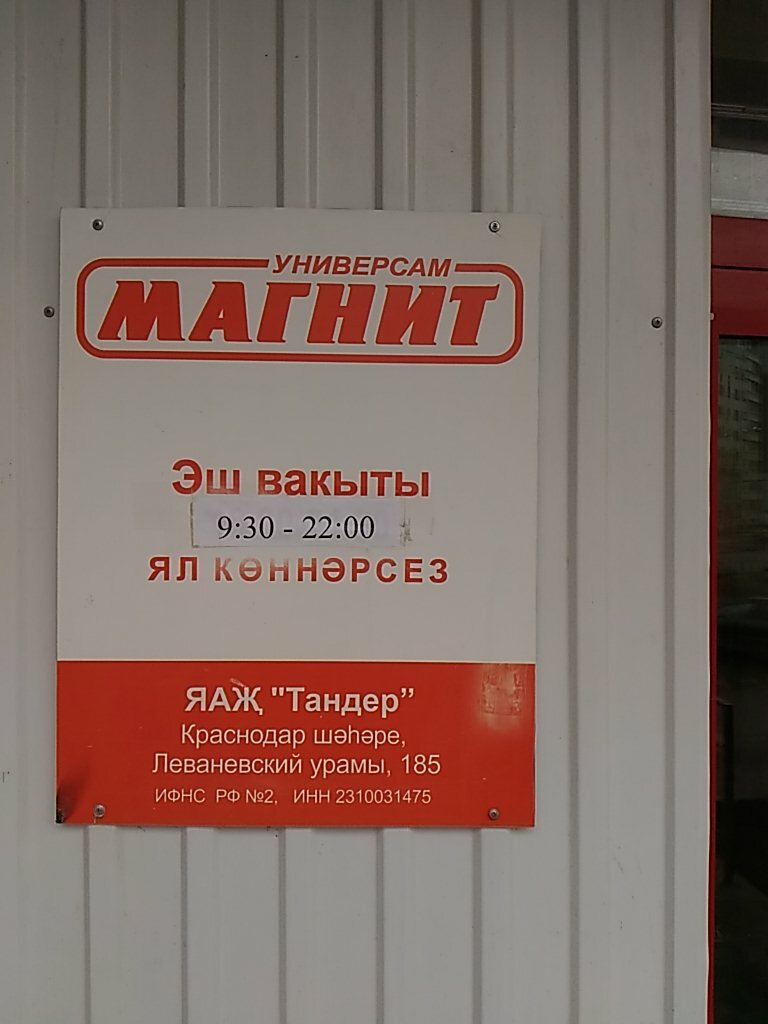 УНИВЕРСАМ
МАГНИТ
Эш вакыты
9:30 - 22:00
ЯЛ КӨННӘРСЕЗ
ЯАҖ "Тандер”
Краснодар шәһәре,
Леваневский урамы, 185
ИФНС РФ №2, ИНН 2310031475